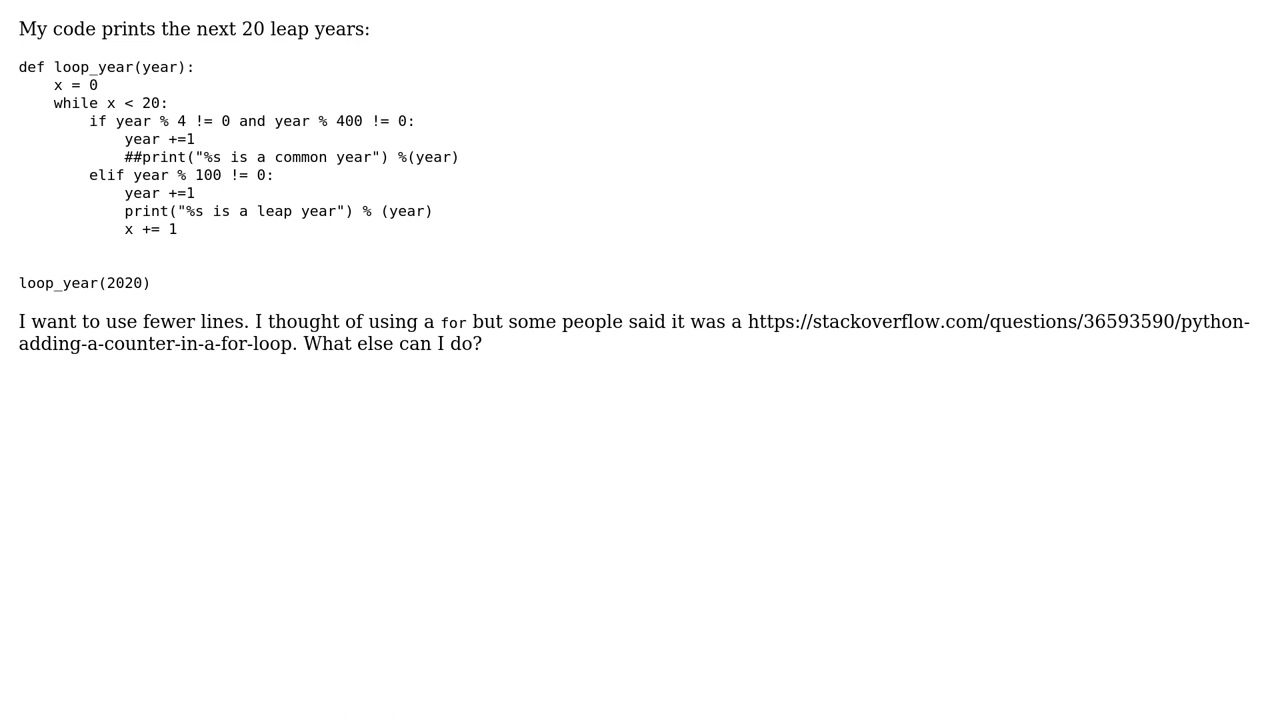 My code prints the next 20 leap years:
def loop_year(year):
    x = 0
    while x < 20:
        if year % 4 != 0 and year % 400 != 0:
            year +=1
            ##print("%s is a common year") %(year)
        elif year % 100 != 0:
            year +=1
            print("%s is a leap year") % (year)
            x += 1
loop_year(2020)
I want to use fewer lines. I thought of using a for but some people said it was a https://stackoverflow.com/questions/36593590/python-
adding-a-counter-in-a-for-loop. What else can I do?